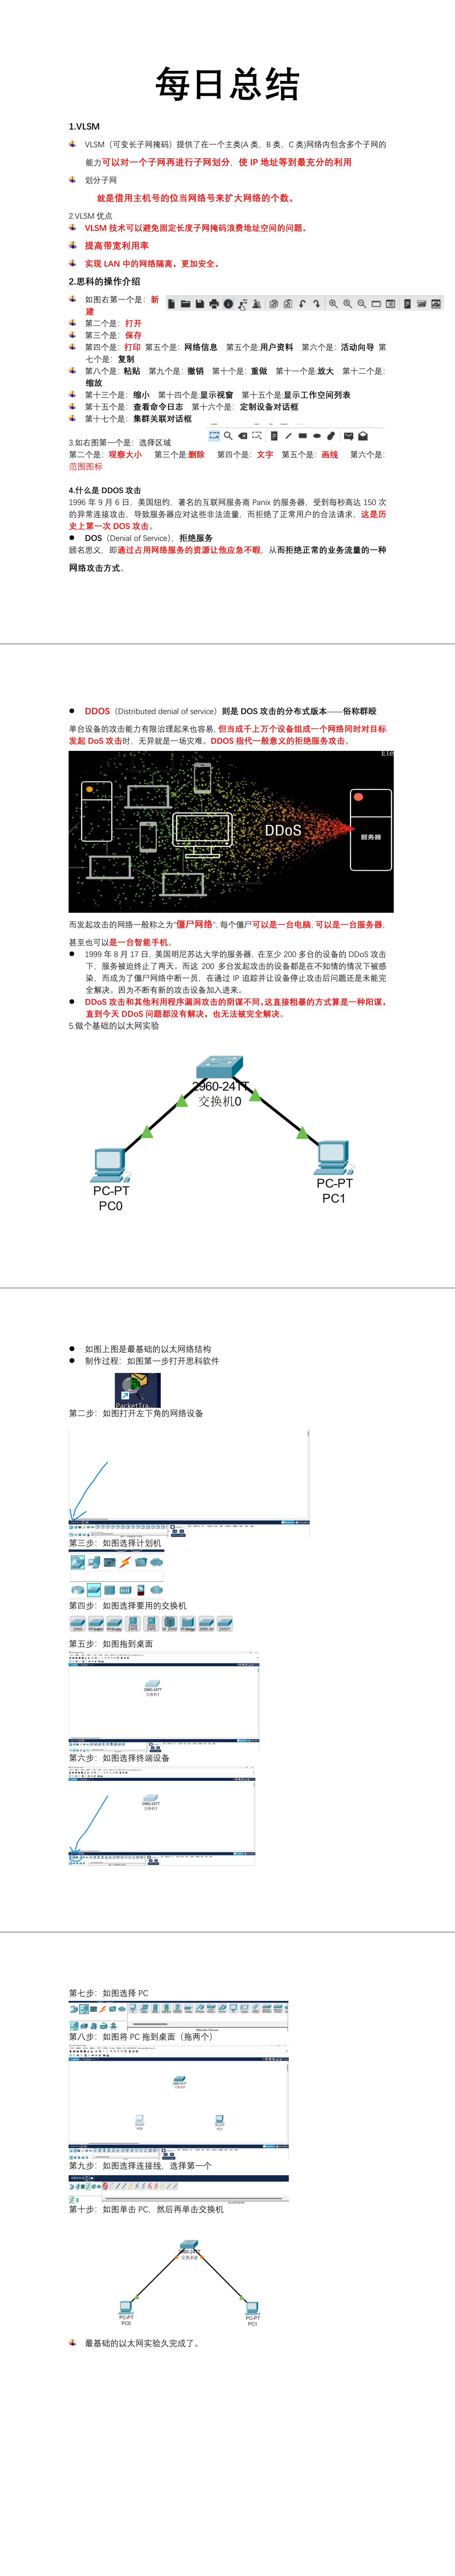 每日总结
1.VLSM
VLSM（可变长子网掩码）提供了在一个主类(A 类，B 类，C 类)网络内包含多个子网的
能力可以对一个子网再进行子网划分，使 IP 地址等到最充分的利用
划分子网
就是借用主机号的位当网络号来扩大网络的个数。
2.VLSM 优点
VLSM 技术可以避免固定长度子网掩码浪费地址空间的问题。
提高带宽利用率
实现 LAN 中的网络隔离、更加安全。
2.思科的操作介绍
如图右第一个是：新
建
第二个是：打开
第三个是：保存
第四个是：打印 第五个是：网络信息 第五个是:用户资料 第六个是：活动向导 第
七个是：复制
第八个是：粘贴 第九个是：撤销 第十个是：重做 第十一个是:放大 第十二个是：
缩放
第十三个是：缩小 第十四个是:显示视窗 第十五个是:显示工作空间列表
第十五个是：查看命令日志 第十六个是：定制设备对话框
第十七个是：集群关联对话框
3.如右图第一个是：选择区域
第二个是：观察大小 第三个是:删除 第四个是：文字 第五个是：画线 第六个是：
范围图标
4.什么是 DDOS 攻击
1996 年 9 月 6 日，美国纽约，著名的互联网服务商 Panix 的服务器，受到每秒高达 150 次
的异常连接攻击，导致服务器应对这些非法流量，而拒绝了正常用户的合法请求，这是历
史上第一次 DOS 攻击。
DOS（Denial of Service），拒绝服务
顾名思义，即通过占用网络服务的资源让他应急不暇，从而拒绝正常的业务流量的一种
网络攻击方式。
DDOS（Distributed denial of service）则是 DOS 攻击的分布式版本——俗称群殴
单台设备的攻击能力有限治理起来也容易, 但当成千上万个设备组成一个网络同时对目标
发起 DoS 攻击时，无异就是一场灾难。DDOS 指代一般意义的拒绝服务攻击。
Ele
DDoS
服务器
而发起攻击的网络一般称之为“僵尸网络”, 每个僵尸可以是一台电脑, 可以是一台服务器,
甚至也可以是一台智能手机。
1999 年 8 月 17 日，美国明尼苏达大学的服务器，在至少 200 多台的设备的 DDoS 攻击
下，服务被迫终止了两天。而这 200 多台发起攻击的设备都是在不知情的情况下被感
染，而成为了僵尸网络中断一员，在通过 IP 追踪并让设备停止攻击后问题还是未能完
全解决。因为不断有新的攻击设备加入进来。
DDoS 攻击和其他利用程序漏洞攻击的阴谋不同。这直接粗暴的方式算是一种阳谋，
直到今天 DDoS 问题都没有解决。也无法被完全解决。
5.做个基础的以太网实验
2960-24TT
交换机0
PC-PT
PC0
PC-PT
PC1
如图上图是最基础的以太网络结构
制作过程：如图第一步打开思科软件
PacketTra
第二步：如图打开左下角的网络设备
第三步：如图选择计划机
第四步：如图选择要用的交换机
第五步：如图拖到桌面
2960-24TT
交换机1
第六步：如图选择终端设备
2960-24TT
交换机1
第七步：如图选择 PC
第八步：如图将 PC 拖到桌面（拖两个）
2960-24TT
PC-PT
PC0
PC-PT
PC1
第九步：如图选择连接线，选择第一个
第十步：如图单击 PC，然后再单击交换机
2960-24TT
PC-PT
PC0
PC-PT
PC1
最基础的以太网实验久完成了。